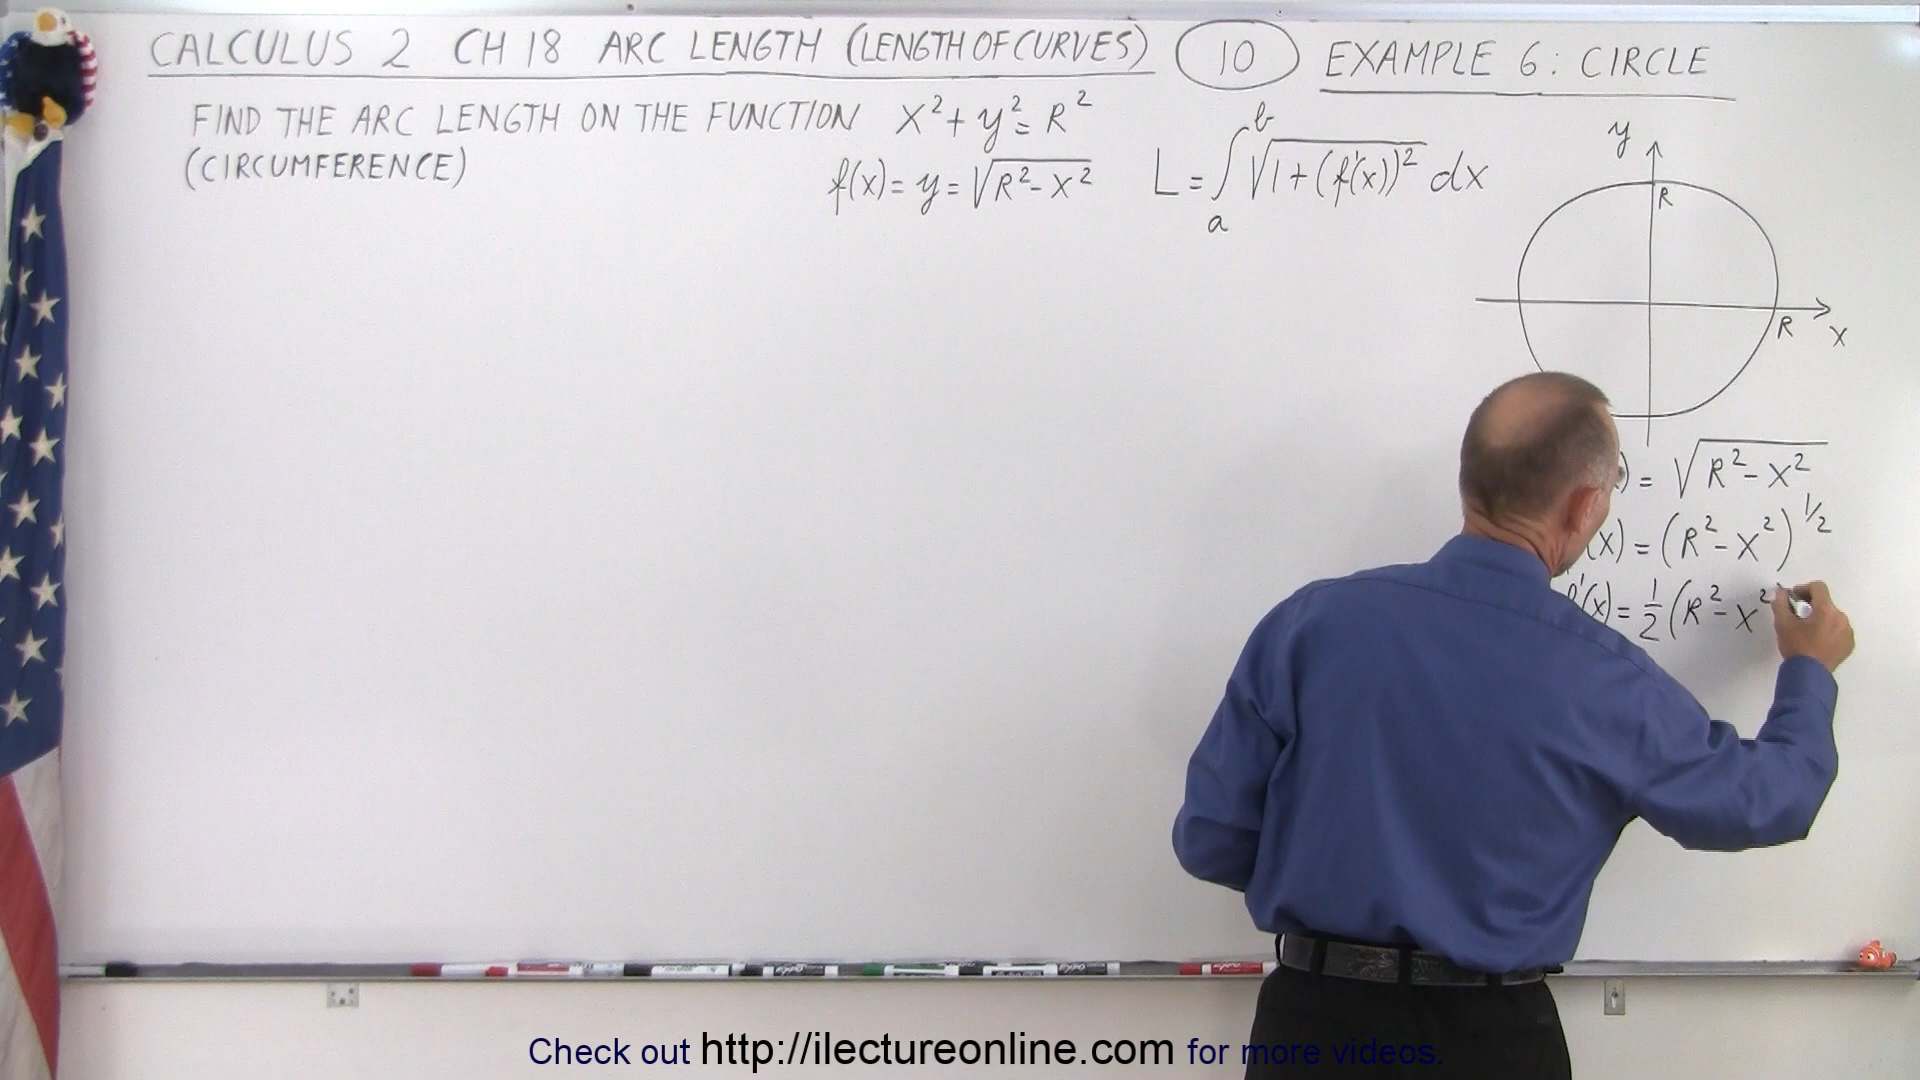 CALCULUS 2 CH 18 ARC LENGTH (LENGTH OF CURVES) 10 EXAMPLE 6: CIRCLE
FIND THE ARC LENGTH ON THE FUNCTION X² + y² = R²
(CIRCUMFERENCE)
f(x) = y = √(R² - X²)
L = ∫ₐᵇ √(1 + (f'(x))²) dx
y
R
R
X
) = √(R² - X²)
(X) = (R² - X²)^1/2
f'(x) = 1/2 (R² - X²
Check out http://ilectureonline.com for more videos.